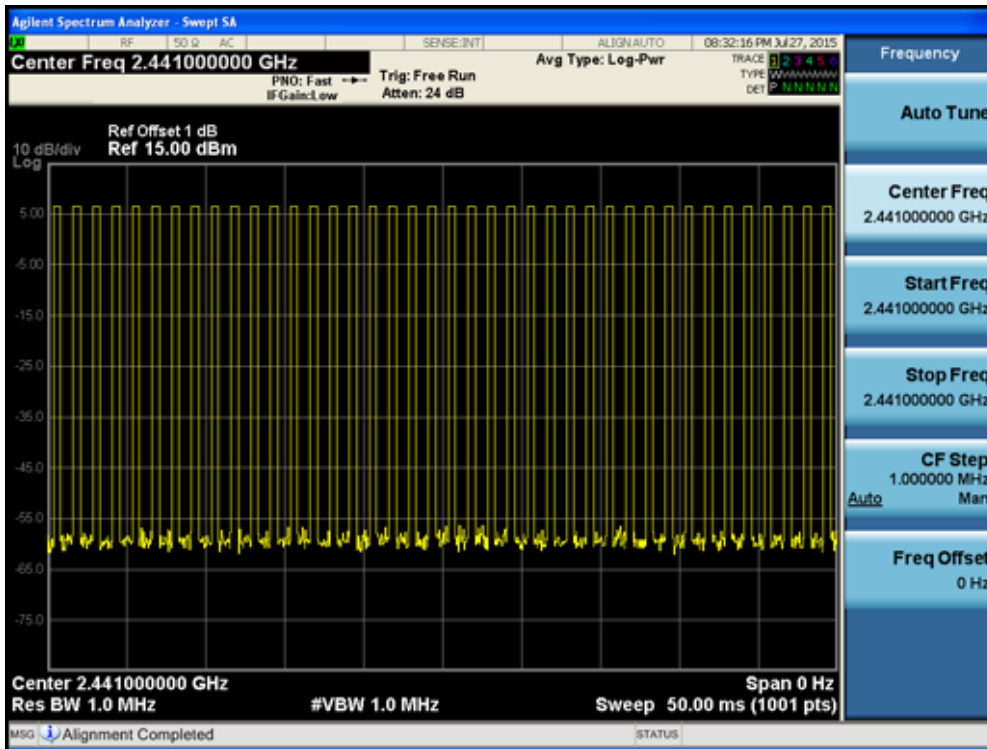 Agilent Spectrum Analyzer - Swept SA
RF 50 Ω AC SENSE:INT ALIGN AUTO 08:32:16 PM Jul 27, 2015
Center Freq 2.441000000 GHz
PNO: Fast
IFGain:Low
Trig: Free Run
Atten: 24 dB
Avg Type: Log-Pwr
TRACE 1 2 3 4 5 6
TYPE W
DET P N N N N N
Ref Offset 1 dB
10 dB/div Ref 15.00 dBm
Log
5.00
-5.00
-15.0
-25.0
-35.0
-45.0
-55.0
-65.0
-75.0
Center 2.441000000 GHz Span 0 Hz
Res BW 1.0 MHz #VBW 1.0 MHz Sweep 50.00 ms (1001 pts)
MSG Alignment Completed STATUS
Frequency
Auto Tune
Center Freq
2.441000000 GHz
Start Freq
2.441000000 GHz
Stop Freq
2.441000000 GHz
CF Step
1.000000 MHz
Auto Man
Freq Offset
0 Hz